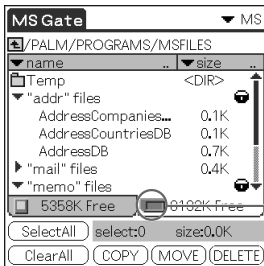 MS Gate ▼ MS
/PALM/PROGRAMS/MSFILES
▼name .. ▼size ..
Temp <DIR>
▼ "addr" files
AddressCompanies... 0.1K
AddressCountriesDB 0.1K
AddressDB 0.7K
▶ "mail" files 0.4K
▼ "memo" files
5358K Free 8192K Free
SelectAll select:0 size:0.0K
ClearAll COPY MOVE DELETE